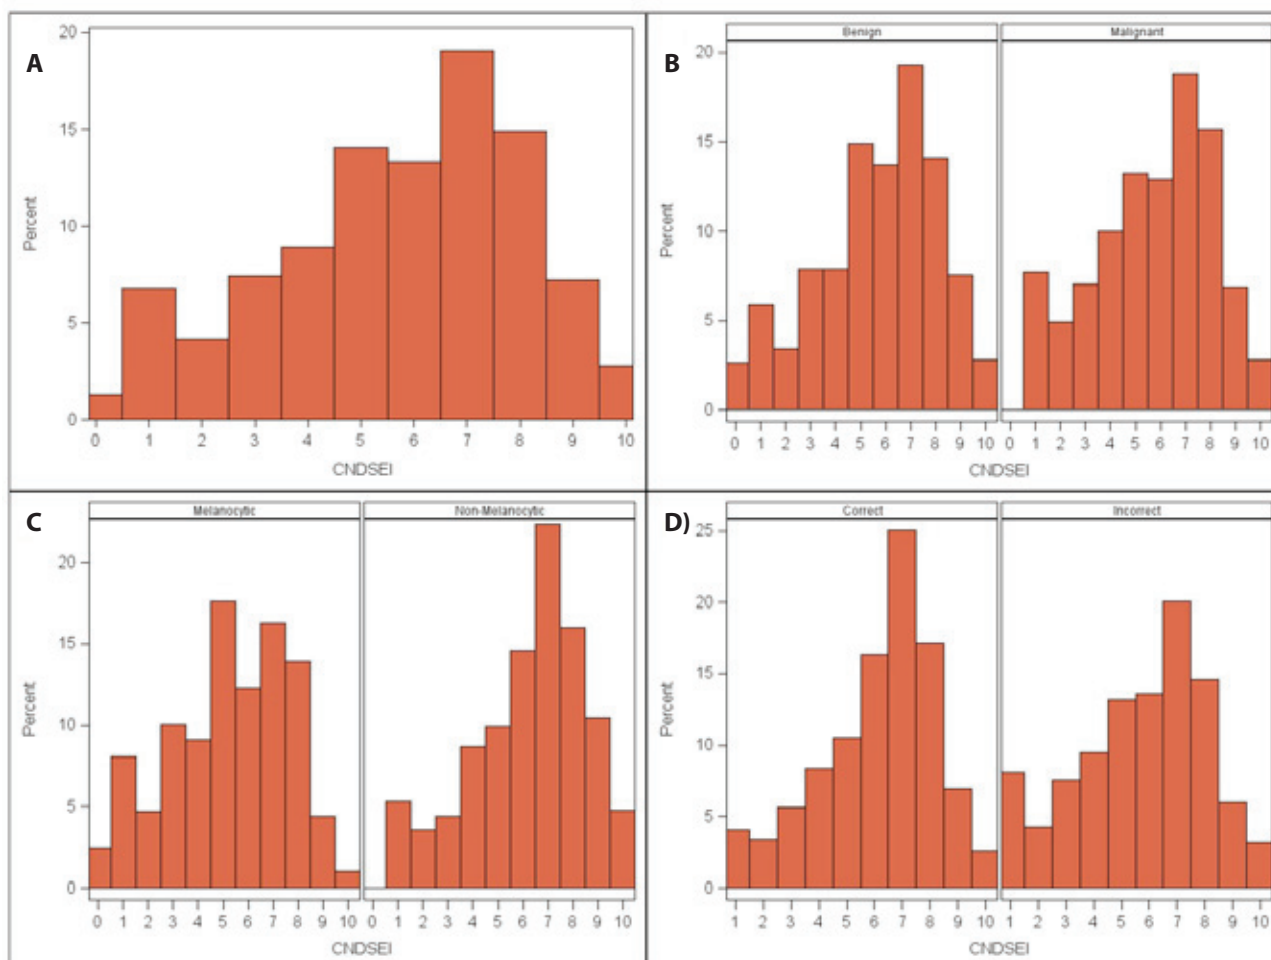 A
20
15
10
5
0
Percent
0 1 2 3 4 5 6 7 8 9 10
CNDSEI
B
Benign Malignant
20
15
10
5
0
Percent
0 1 2 3 4 5 6 7 8 9 10 0 1 2 3 4 5 6 7 8 9 10
CNDSEI
C
Melanocytic Non-Melanocytic
20
15
10
5
0
Percent
0 1 2 3 4 5 6 7 8 9 10 0 1 2 3 4 5 6 7 8 9 10
CNDSEI
D)
Correct Incorrect
25
20
15
10
5
0
Percent
1 2 3 4 5 6 7 8 9 10 1 2 3 4 5 6 7 8 9 10
CNDSEI